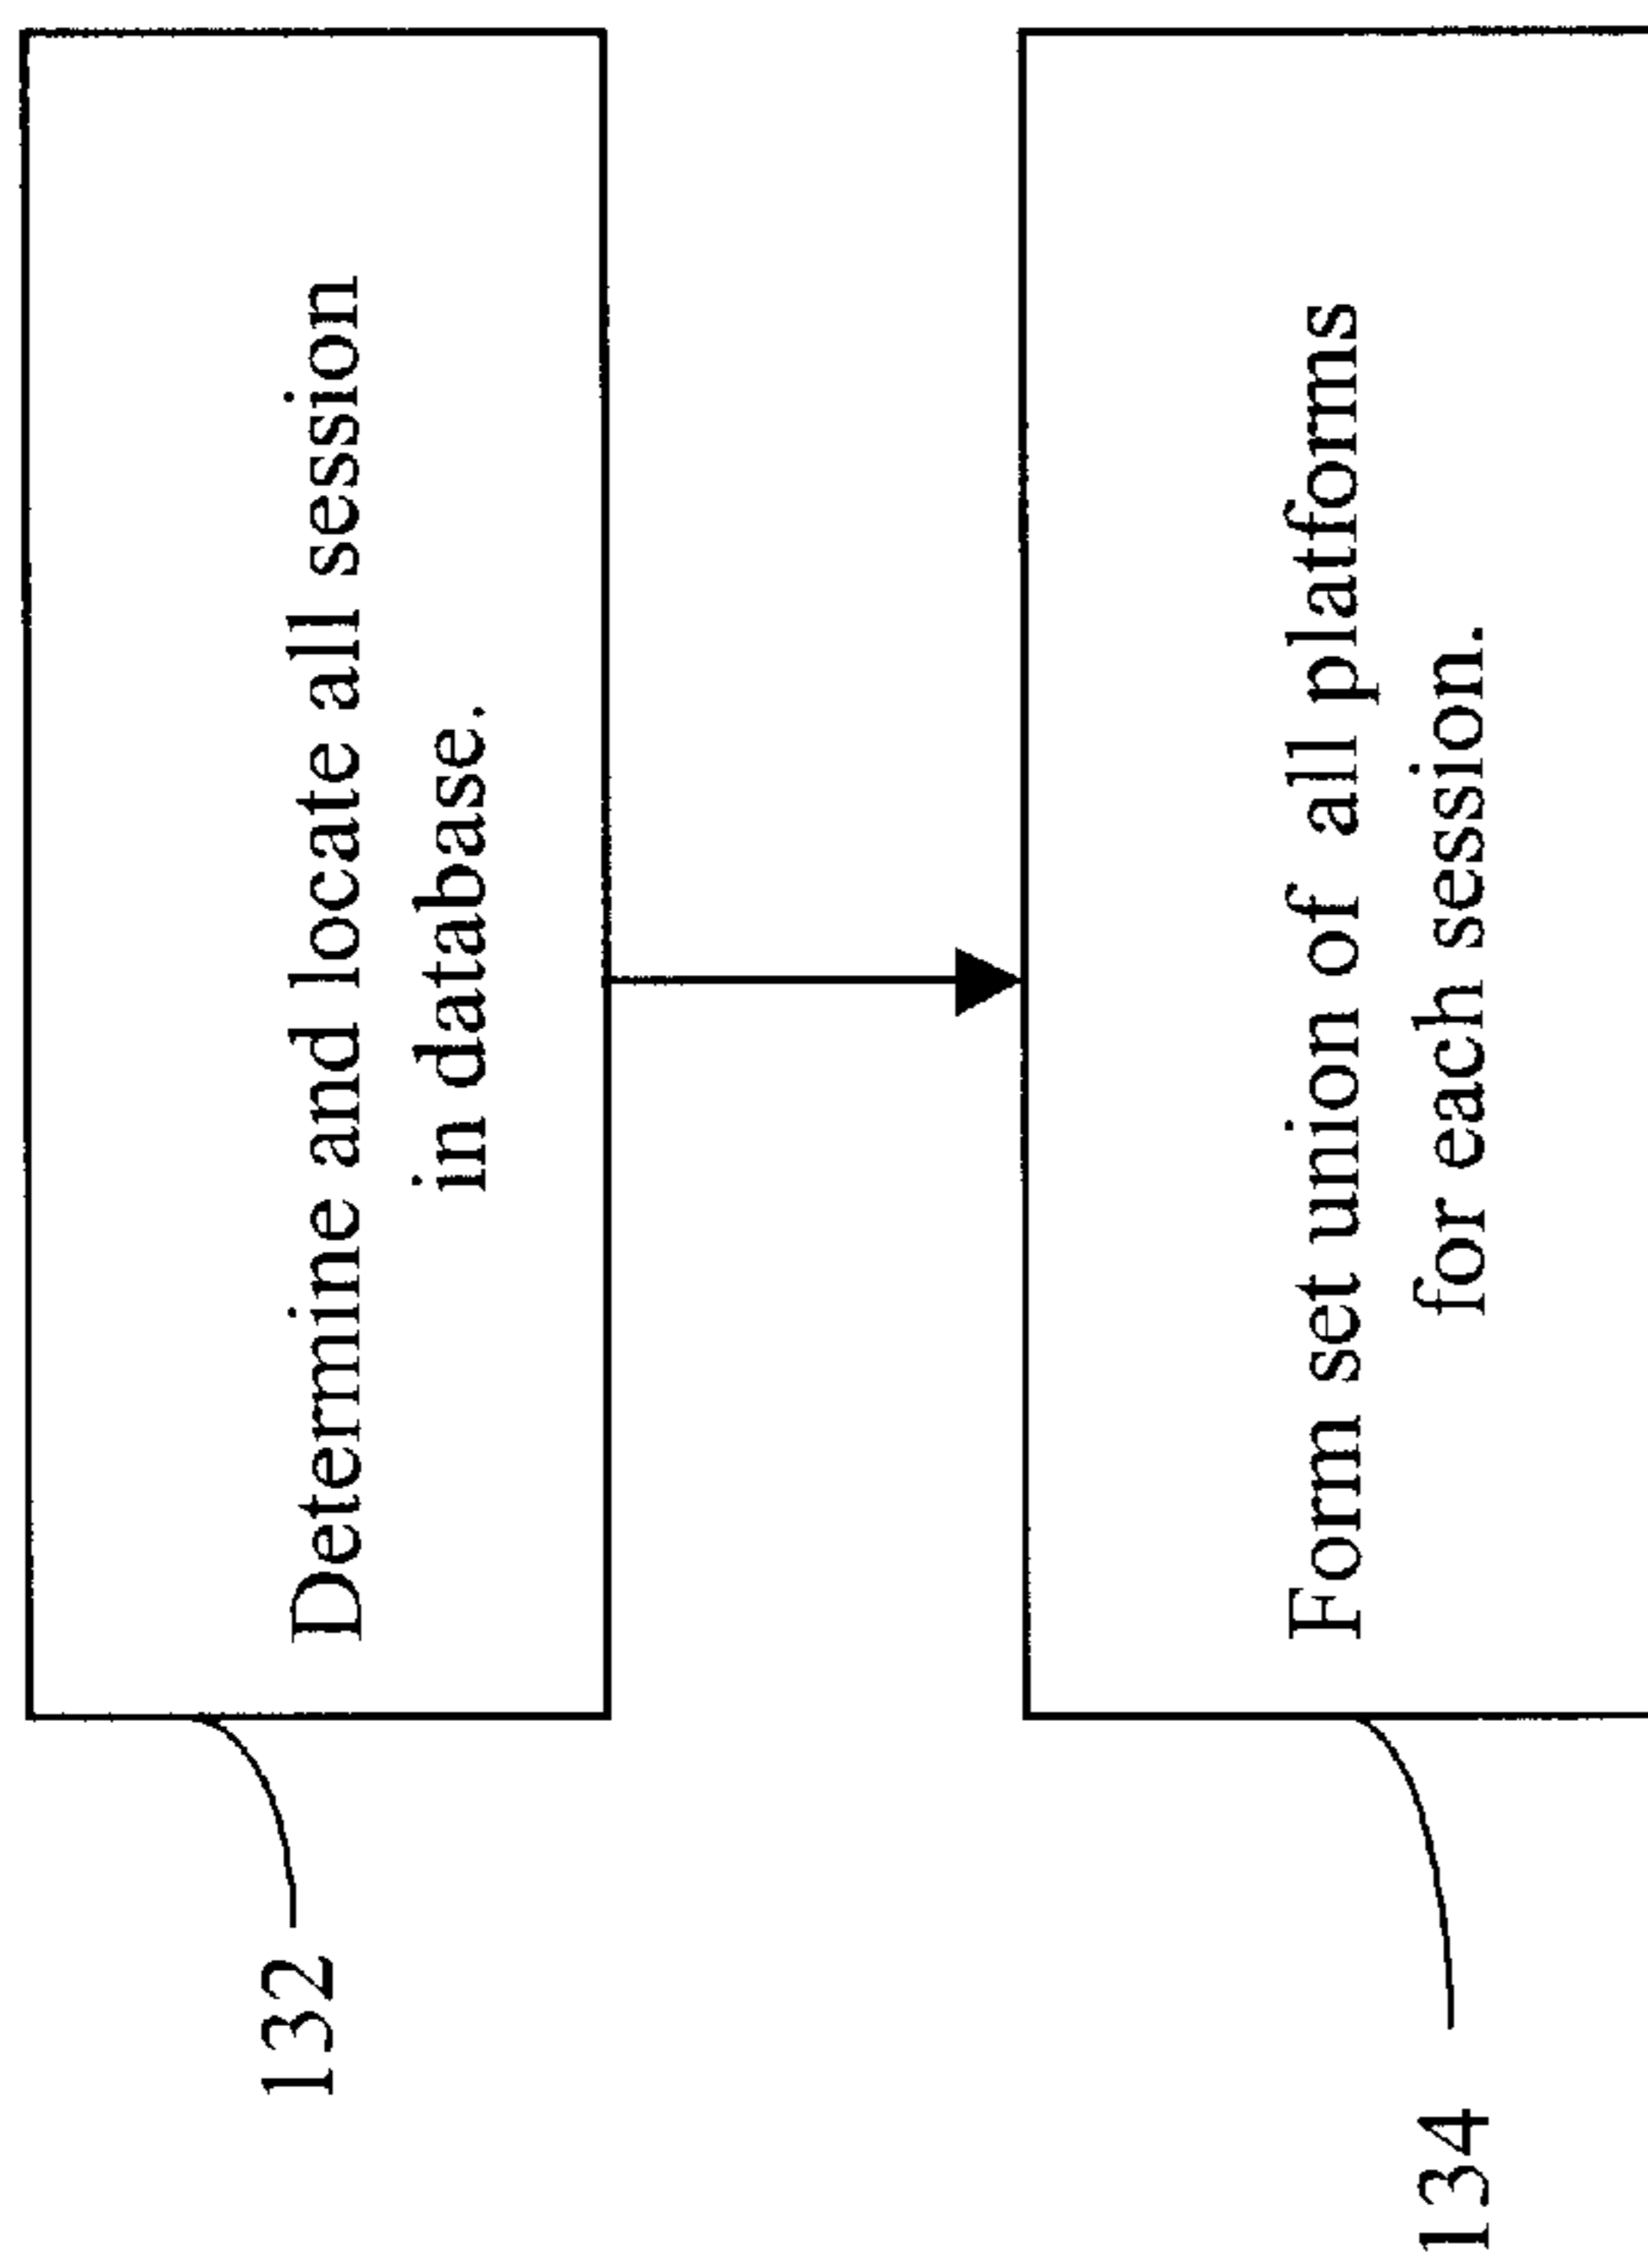 132
Determine and locate all session
in database.
134
Form set union of all platforms
for each session.